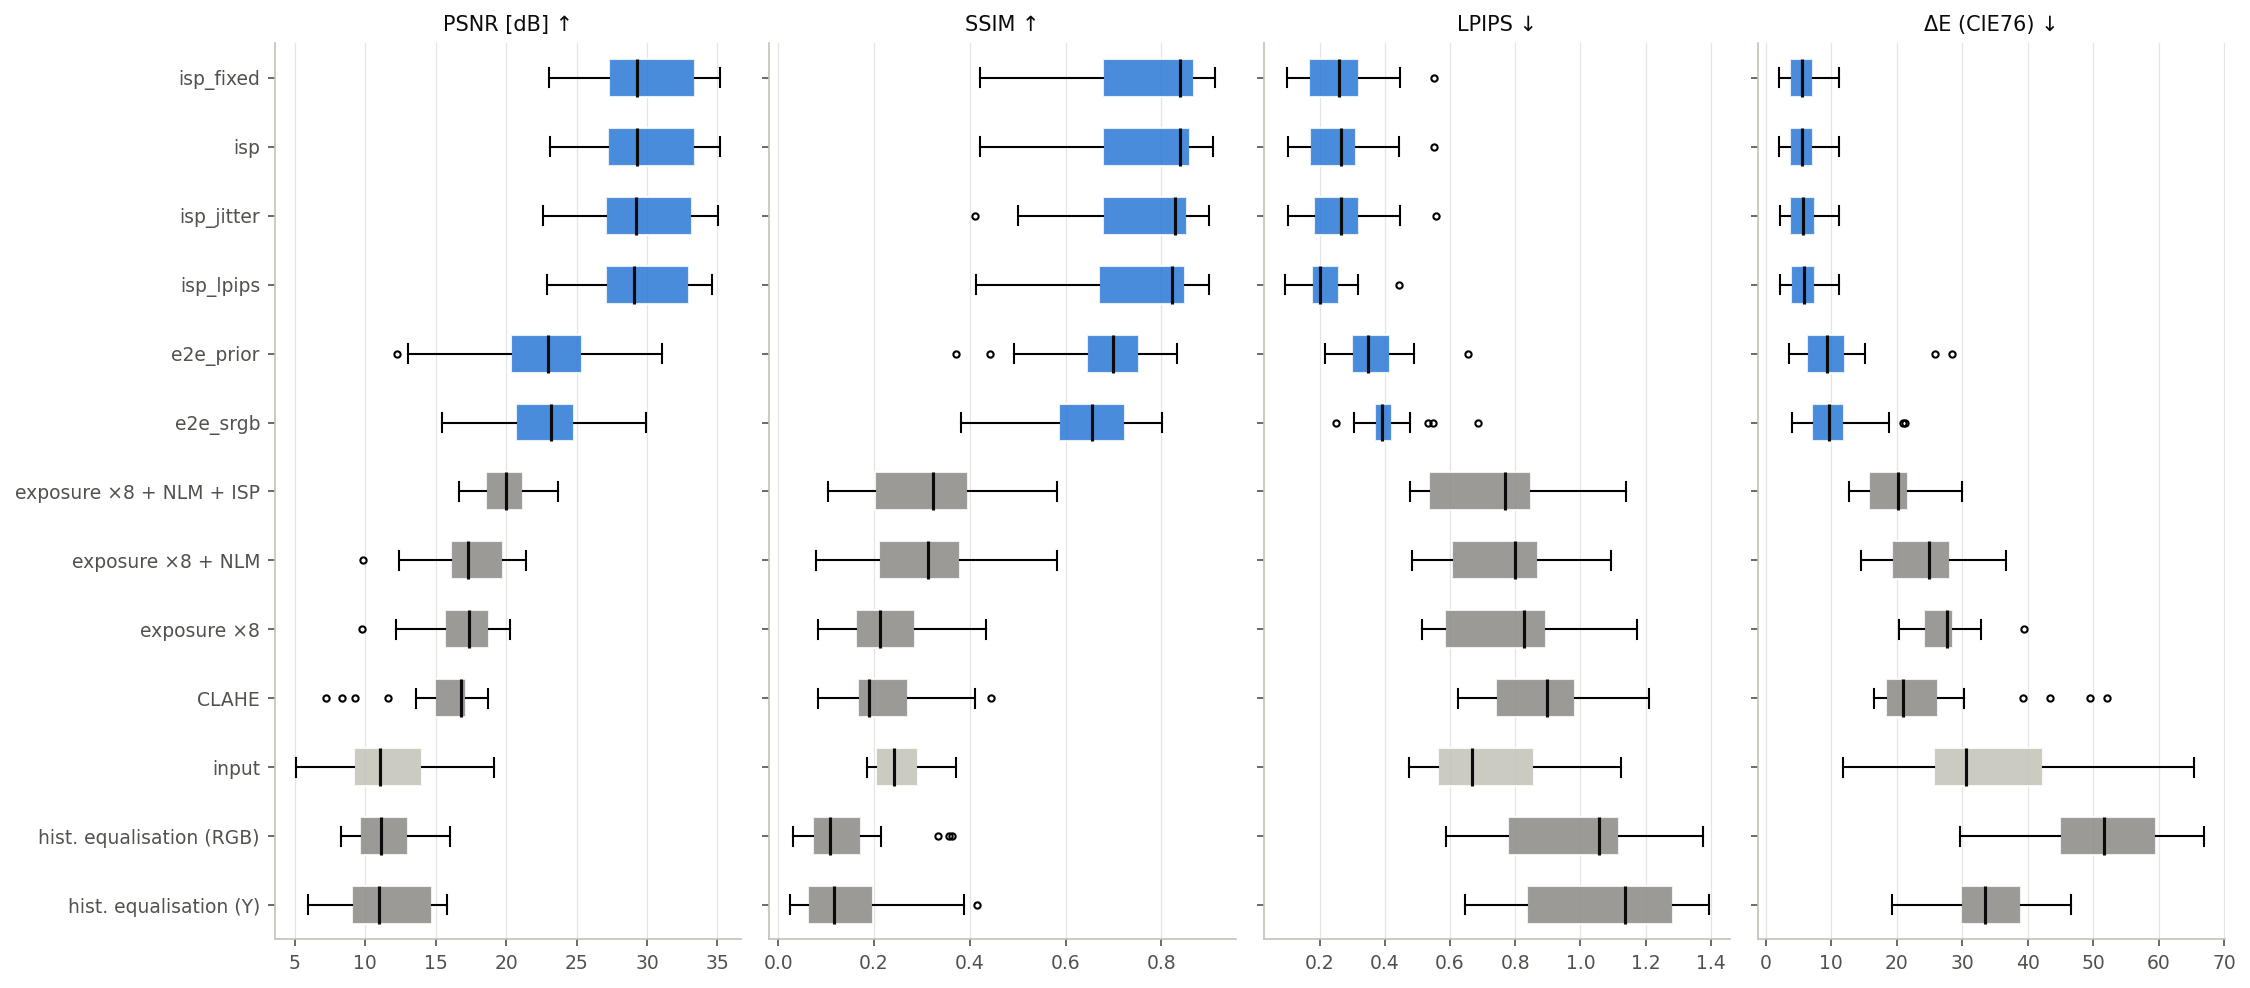 PSNR [dB] ↑
SSIM ↑
LPIPS ↓
ΔE (CIE76) ↓
isp_fixed
isp
isp_jitter
isp_lpips
e2e_prior
e2e_srgb
exposure ×8 + NLM + ISP
exposure ×8 + NLM
exposure ×8
CLAHE
input
hist. equalisation (RGB)
hist. equalisation (Y)
5 10 15 20 25 30 35
0.0 0.2 0.4 0.6 0.8
0.2 0.4 0.6 0.8 1.0 1.2 1.4
0 10 20 30 40 50 60 70